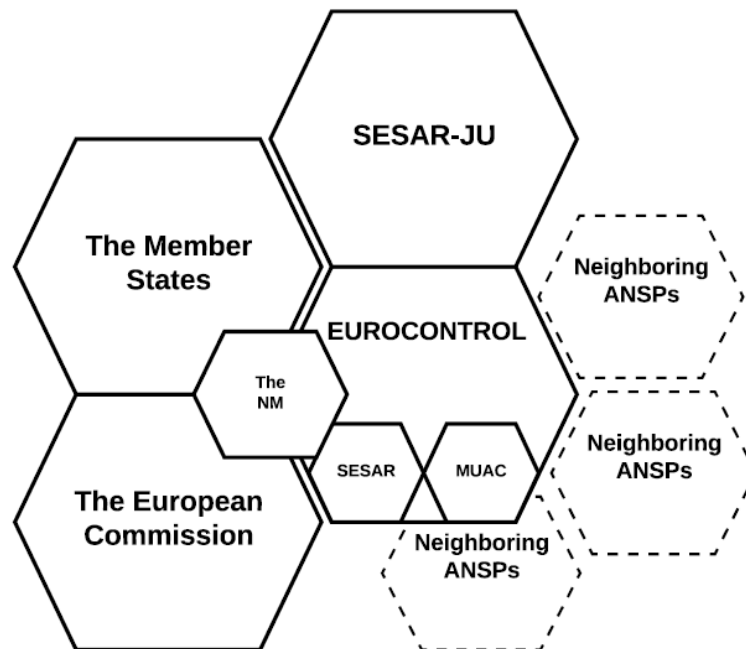 SESAR-JU
The Member
States
Neighboring
ANSPs
EUROCONTROL
The
NM
Neighboring
ANSPs
SESAR
MUAC
The European
Commission
Neighboring
ANSPs